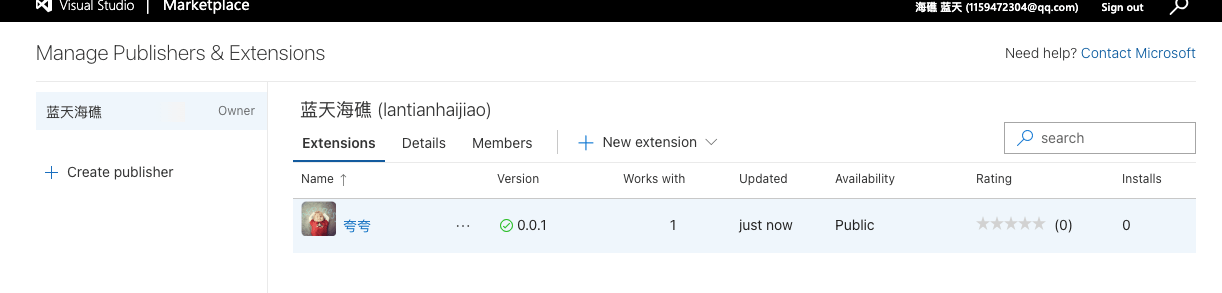 Visual Studio | Marketplace
海礁 蓝天 (1159472304@qq.com) Sign out
Manage Publishers & Extensions
Need help? Contact Microsoft
蓝天海礁 Owner
Create publisher
蓝天海礁 (lantianhaijiao)
Extensions Details Members New extension
search
Name ↑ Version Works with Updated Availability Rating Installs
夸夸 ··· 0.0.1 1 just now Public (0) 0